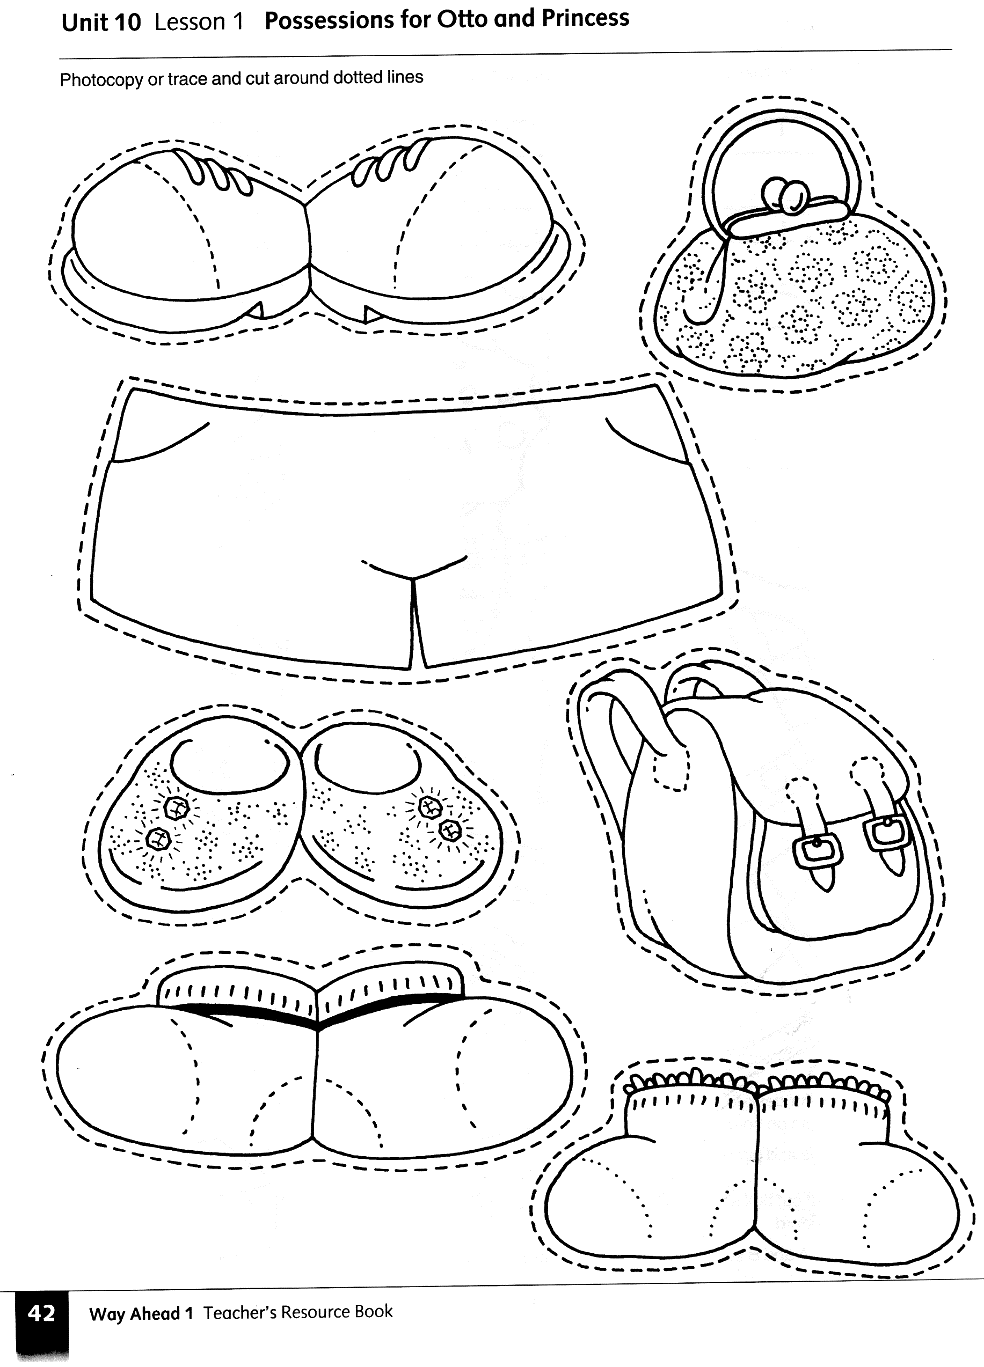 Unit 10 Lesson 1 Possessions for Otto and Princess
Photocopy or trace and cut around dotted lines
42 Way Ahead 1 Teacher's Resource Book